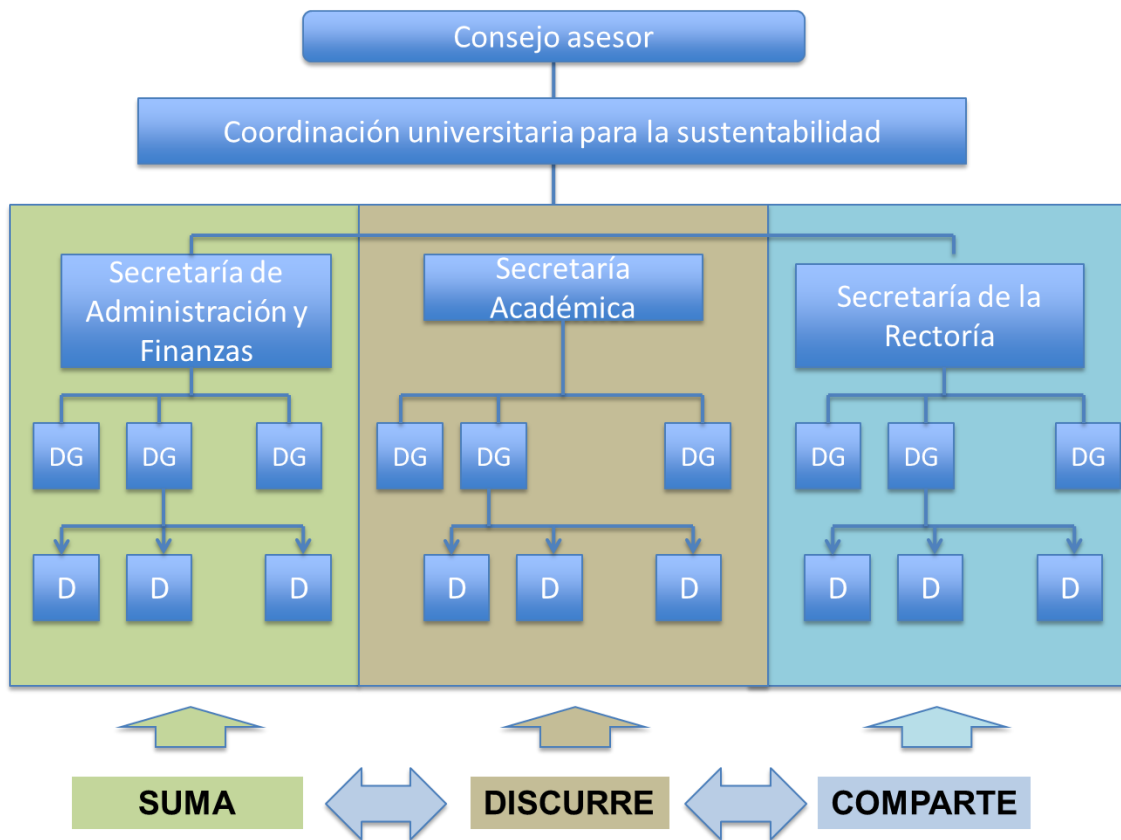 Consejo asesor
Coordinación universitaria para la sustentabilidad
Secretaría de
Administración y
Finanzas
Secretaría
Académica
Secretaría de la
Rectoría
DG
DG
DG
DG
DG
DG
DG
DG
DG
D
D
D
D
D
D
D
D
D
SUMA
DISCURRE
COMPARTE